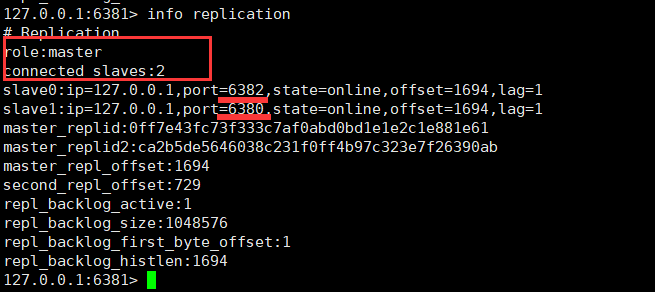 127.0.0.1:6381> info replication
# Replication
role:master
connected_slaves:2
slave0:ip=127.0.0.1,port=6382,state=online,offset=1694,lag=1
slave1:ip=127.0.0.1,port=6380,state=online,offset=1694,lag=1
master_replid:0ff7e43fc73f333c7af0abd0bd1e1e2c1e881e61
master_replid2:ca2b5de5646038c231f0ff4b97c323e7f26390ab
master_repl_offset:1694
second_repl_offset:729
repl_backlog_active:1
repl_backlog_size:1048576
repl_backlog_first_byte_offset:1
repl_backlog_histlen:1694
127.0.0.1:6381>